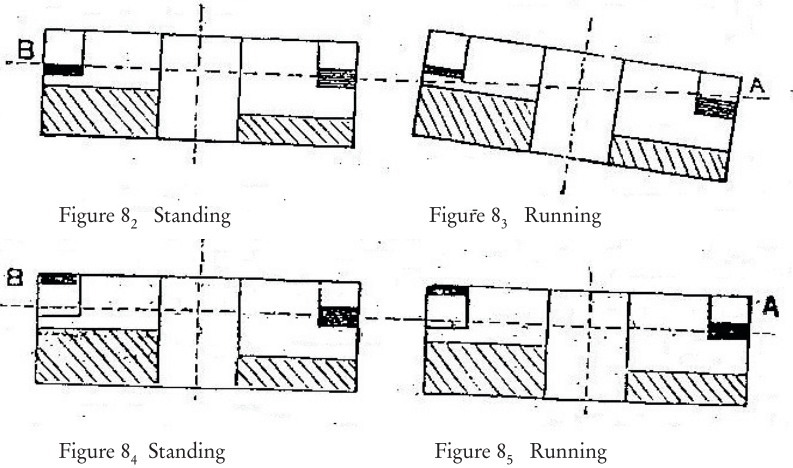 B
A
Figure 8₂ Standing
Figure 8₃ Running
B
A
Figure 8₄ Standing
Figure 8₅ Running